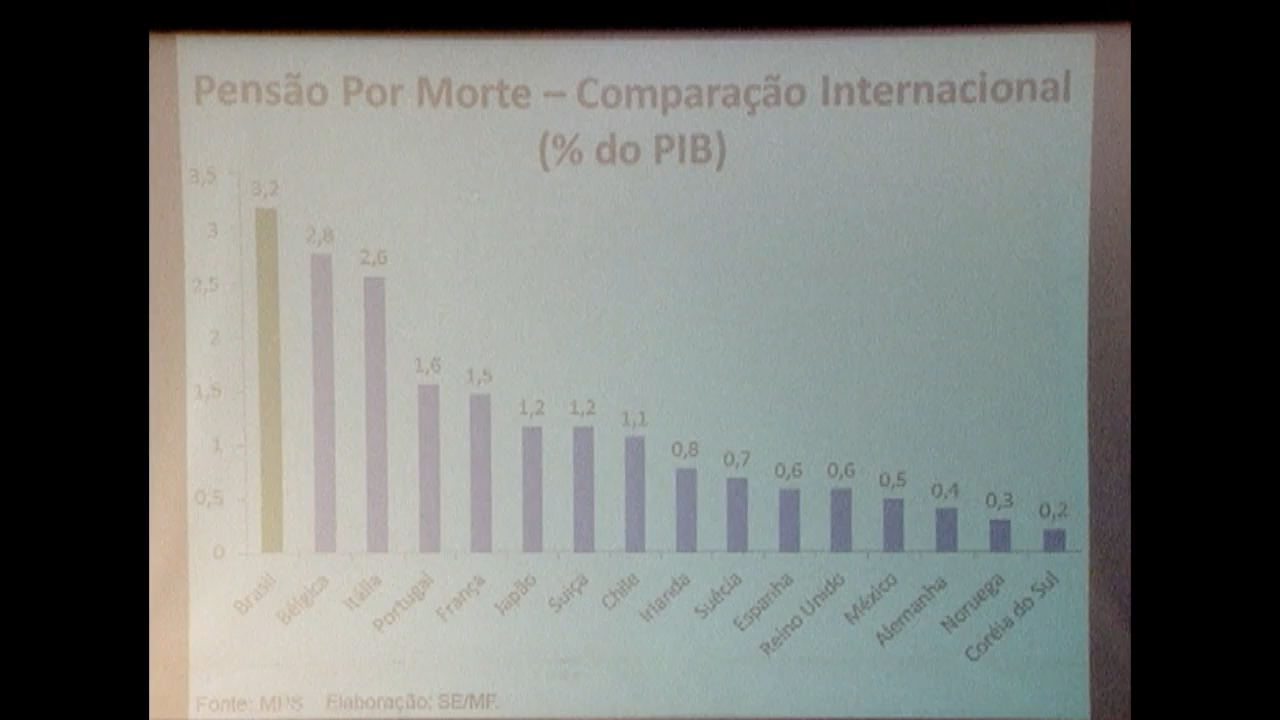 Pensão Por Morte – Comparação Internacional
(% do PIB)
3,5
3
2,5
2
1,5
1
0,5
0
3,2
2,8
2,6
1,6
1,5
1,2
1,2
1,1
0,8
0,7
0,6
0,6
0,5
0,4
0,3
0,2
Brasil
Bélgica
Itália
Portugal
França
Japão
Suiça
Chile
Irlanda
Suécia
Espanha
Reino Unido
México
Alemanha
Noruega
Coréia do Sul
Fonte: MPS Elaboração: SE/MF.